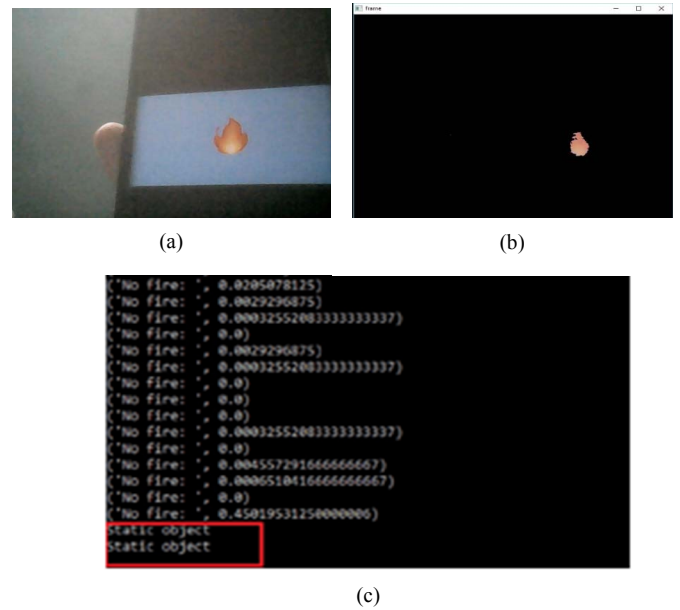 frame
(a)
(b)
('No fire: ', 0.0205078125)
('No fire: ', 0.0029296875)
('No fire: ', 0.00032552083333333337)
('No fire: ', 0.0)
('No fire: ', 0.0029296875)
('No fire: ', 0.00032552083333333337)
('No fire: ', 0.0)
('No fire: ', 0.0)
('No fire: ', 0.0)
('No fire: ', 0.00032552083333333337)
('No fire: ', 0.0)
('No fire: ', 0.004557291666666667)
('No fire: ', 0.0006510416666666667)
('No fire: ', 0.0)
('No fire: ', 0.45019531250000006)
Static object
Static object
(c)